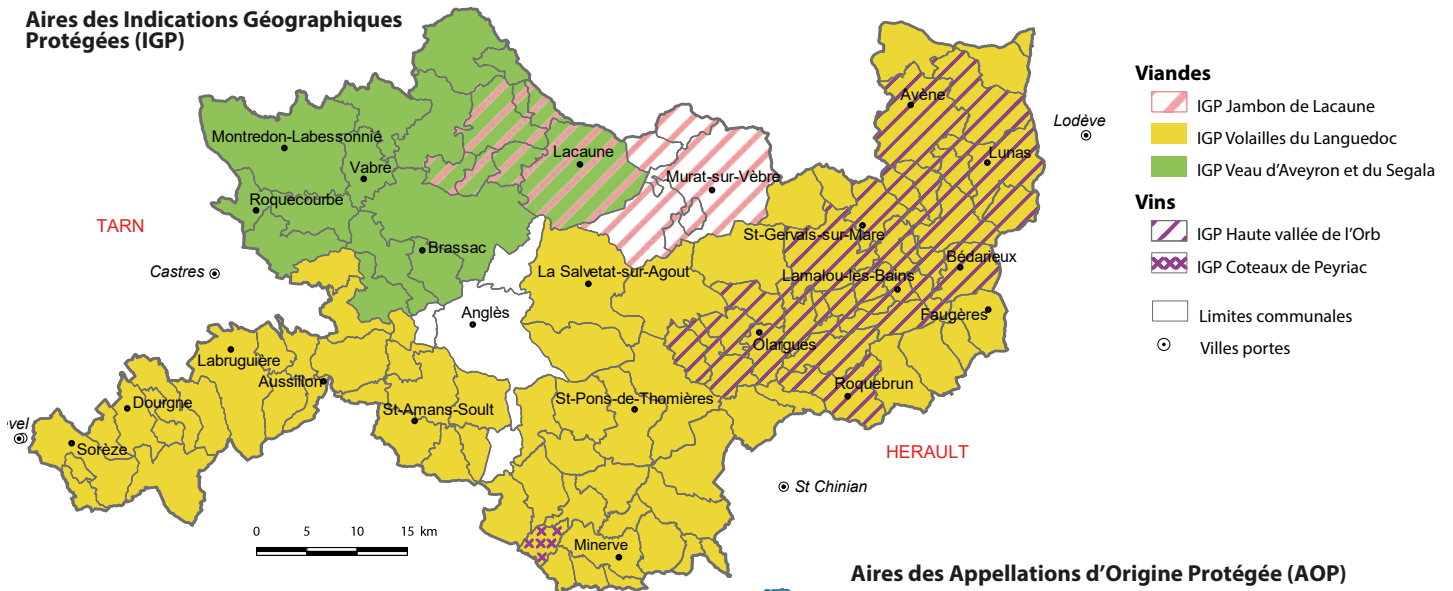 Aires des Indications Géographiques
Protégées (IGP)
Viandes
IGP Jambon de Lacaune
IGP Volailles du Languedoc
IGP Veau d'Aveyron et du Segala
Vins
IGP Haute vallée de l'Orb
IGP Coteaux de Peyriac
Limites communales
Villes portes
Avène
Lodève
Montredon-Labessonnié
Lacaune
Lunas
Vabre
Murat-sur-Vèbre
Roquecourbe
TARN
St-Gervais-sur-Mare
Brassac
Bédarieux
Castres
La Salvetat-sur-Agout
Lamalou-lès-Bains
Anglès
Faugères
Olargues
Labruguière
Aussillon
Roquebrun
Dourgne
St-Amans-Soult
St-Pons-de-Thomières
vel
Sorèze
HERAULT
St Chinian
0 5 10 15 km
Minerve
Aires des Appellations d'Origine Protégée (AOP)